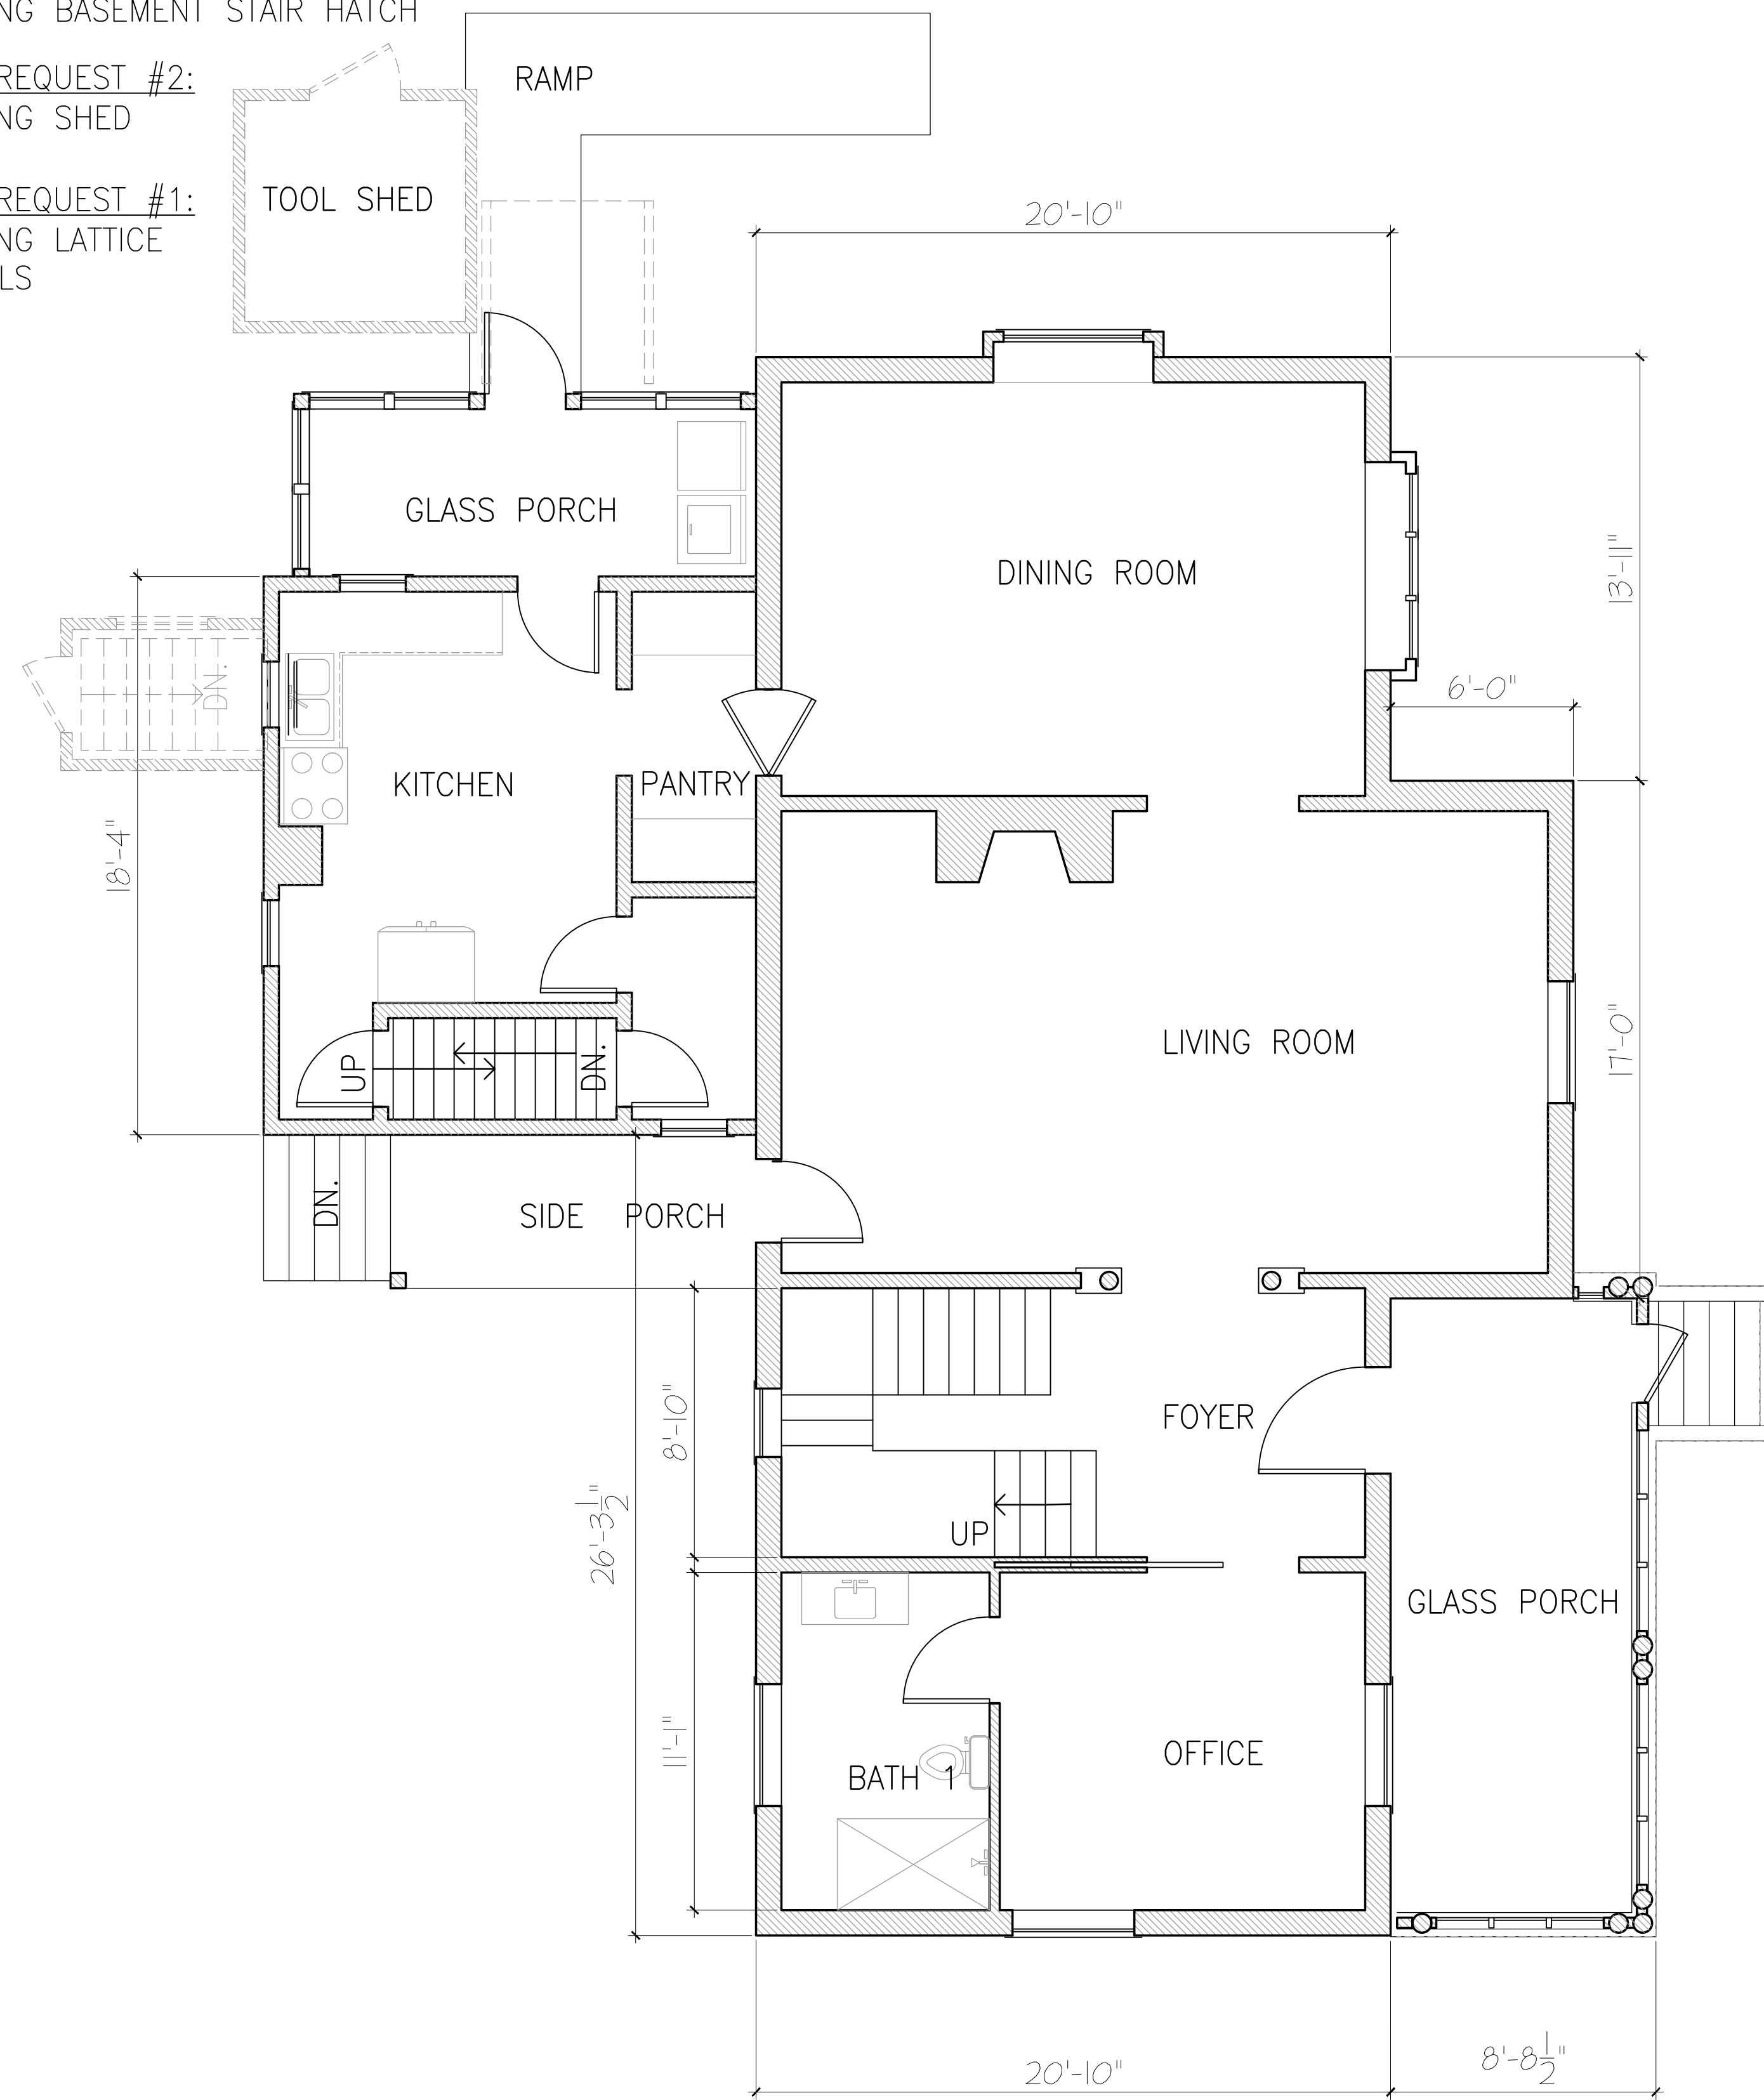 NG BASEMENT STAIR HATCH
REQUEST #2:
NG SHED
REQUEST #1:
NG LATTICE
LS
RAMP
TOOL SHED
20'-10"
GLASS PORCH
DINING ROOM
13'-11"
6'-0"
DN.
KITCHEN
PANTRY
18'-4"
LIVING ROOM
17'-0"
UP
DN.
DN.
SIDE PORCH
8'-10"
FOYER
26'-3 1/2"
UP
GLASS PORCH
11'-1"
BATH 1
OFFICE
20'-10"
8'-8 1/2"